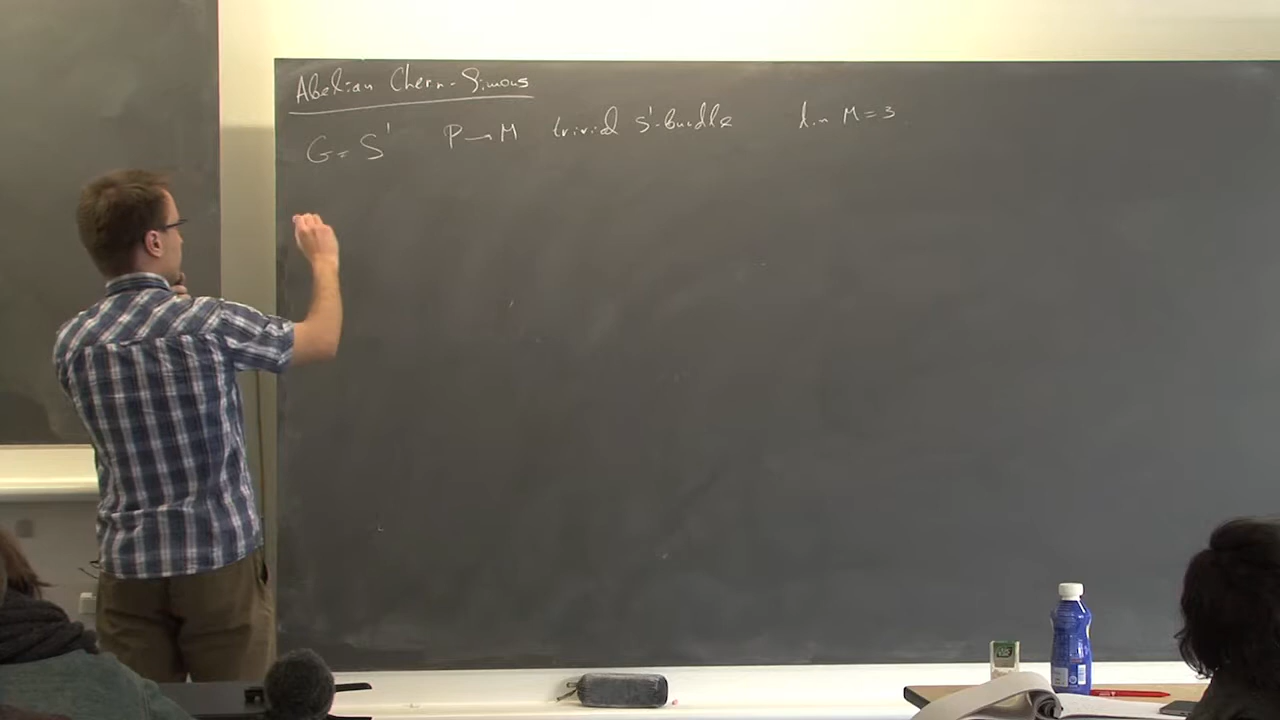 Abelian Chern-Simons
G = S¹ P → M trivial S¹-bundle dim M = 3